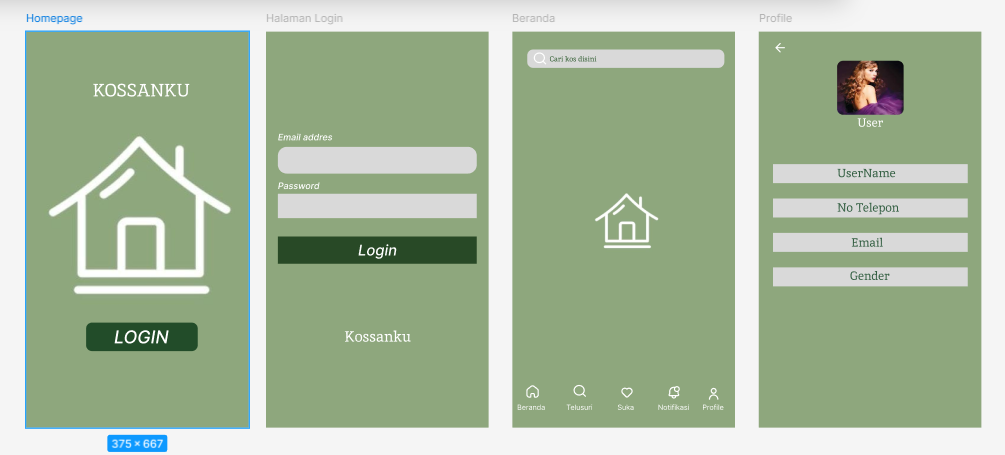 Homepage
KOSSANKU
LOGIN
375 × 667
Halaman Login
Email addres
Password
Login
Kossanku
Beranda
Cari kos disini
Beranda
Telusuri
Suka
Notifikasi
Profile
Profile
User
UserName
No Telepon
Email
Gender